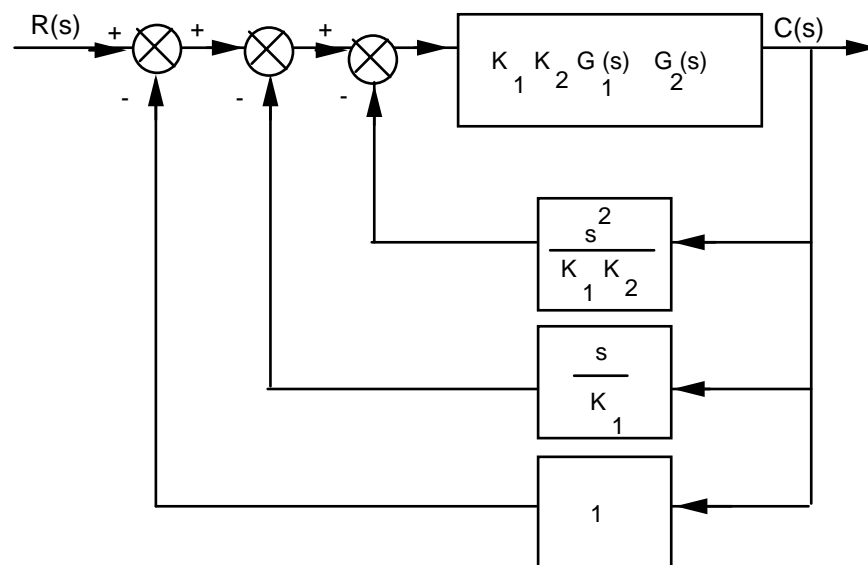 R(s) + + + C(s)
K₁ K₂ G₁(s) G₂(s)
- - -
s²
K₁ K₂
s
K₁
1